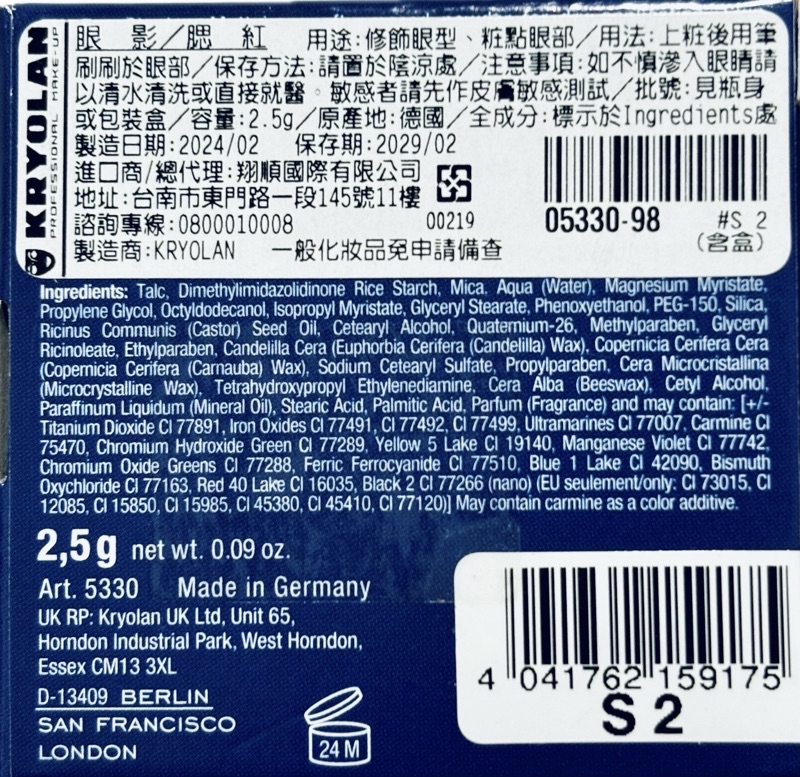 KRYOLAN
PROFESSIONAL MAKE-UP
眼影/腮紅 用途:修飾眼型、粧點眼部/用法:上粧後用筆
刷刷於眼部/保存方法:請置於陰涼處/注意事項:如不慎滲入眼睛請
以清水清洗或直接就醫。敏感者請先作皮膚敏感測試/批號:見瓶身
或包裝盒/容量:2.5g/原產地:德國/全成分:標示於Ingredients處
製造日期:2024/02 保存期:2029/02
進口商/總代理:翔順國際有限公司
地址:台南市東門路一段145號11樓
諮詢專線:0800010008 00219
製造商:KRYOLAN 一般化妝品免申請備查
05330-98 #S 2
(含盒)
Ingredients: Talc, Dimethylimidazolidinone Rice Starch, Mica. Aqua (Water), Magnesium Myristate,
Propylene Glycol, Octyldodecanol, Isopropyl Myristate, Glyceryl Stearate, Phenoxyethanol, PEG-150, Silica,
Ricinus Communis (Castor) Seed Oil, Cetearyl Alcohol, Quaternium-26, Methylparaben, Glyceryl
Ricinoleate, Ethylparaben, Candelilla Cera (Euphorbia Cerifera (Candelilla) Wax), Copernicia Cerifera Cera
(Copernicia Cerifera (Carnauba) Wax), Sodium Cetearyl Sulfate, Propylparaben, Cera Microcristallina
(Microcrystalline Wax), Tetrahydroxypropyl Ethylenediamine, Cera Alba (Beeswax), Cetyl Alcohol,
Paraffinum Liquidum (Mineral Oil), Stearic Acid, Palmitic Acid, Parfum (Fragrance) and may contain: [+/-
Titanium Dioxide CI 77891, Iron Oxides CI 77491, CI 77492, CI 77499, Ultramarines CI 77007, Carmine CI
75470, Chromium Hydroxide Green CI 77289, Yellow 5 Lake CI 19140, Manganese Violet CI 77742,
Chromium Oxide Greens CI 77288, Ferric Ferrocyanide CI 77510, Blue 1 Lake CI 42090, Bismuth
Oxychloride CI 77163, Red 40 Lake CI 16035, Black 2 CI 77266 (nano) (EU seulement/only: CI 73015, CI
12085, CI 15850, CI 15985, CI 45380, CI 45410, CI 77120)] May contain carmine as a color additive.
2,5g net wt. 0.09 oz.
Art. 5330 Made in Germany
UK RP: Kryolan UK Ltd, Unit 65,
Horndon Industrial Park, West Horndon,
Essex CM13 3XL
D-13409 BERLIN
SAN FRANCISCO
LONDON
24 M
4 041762 159175
S 2